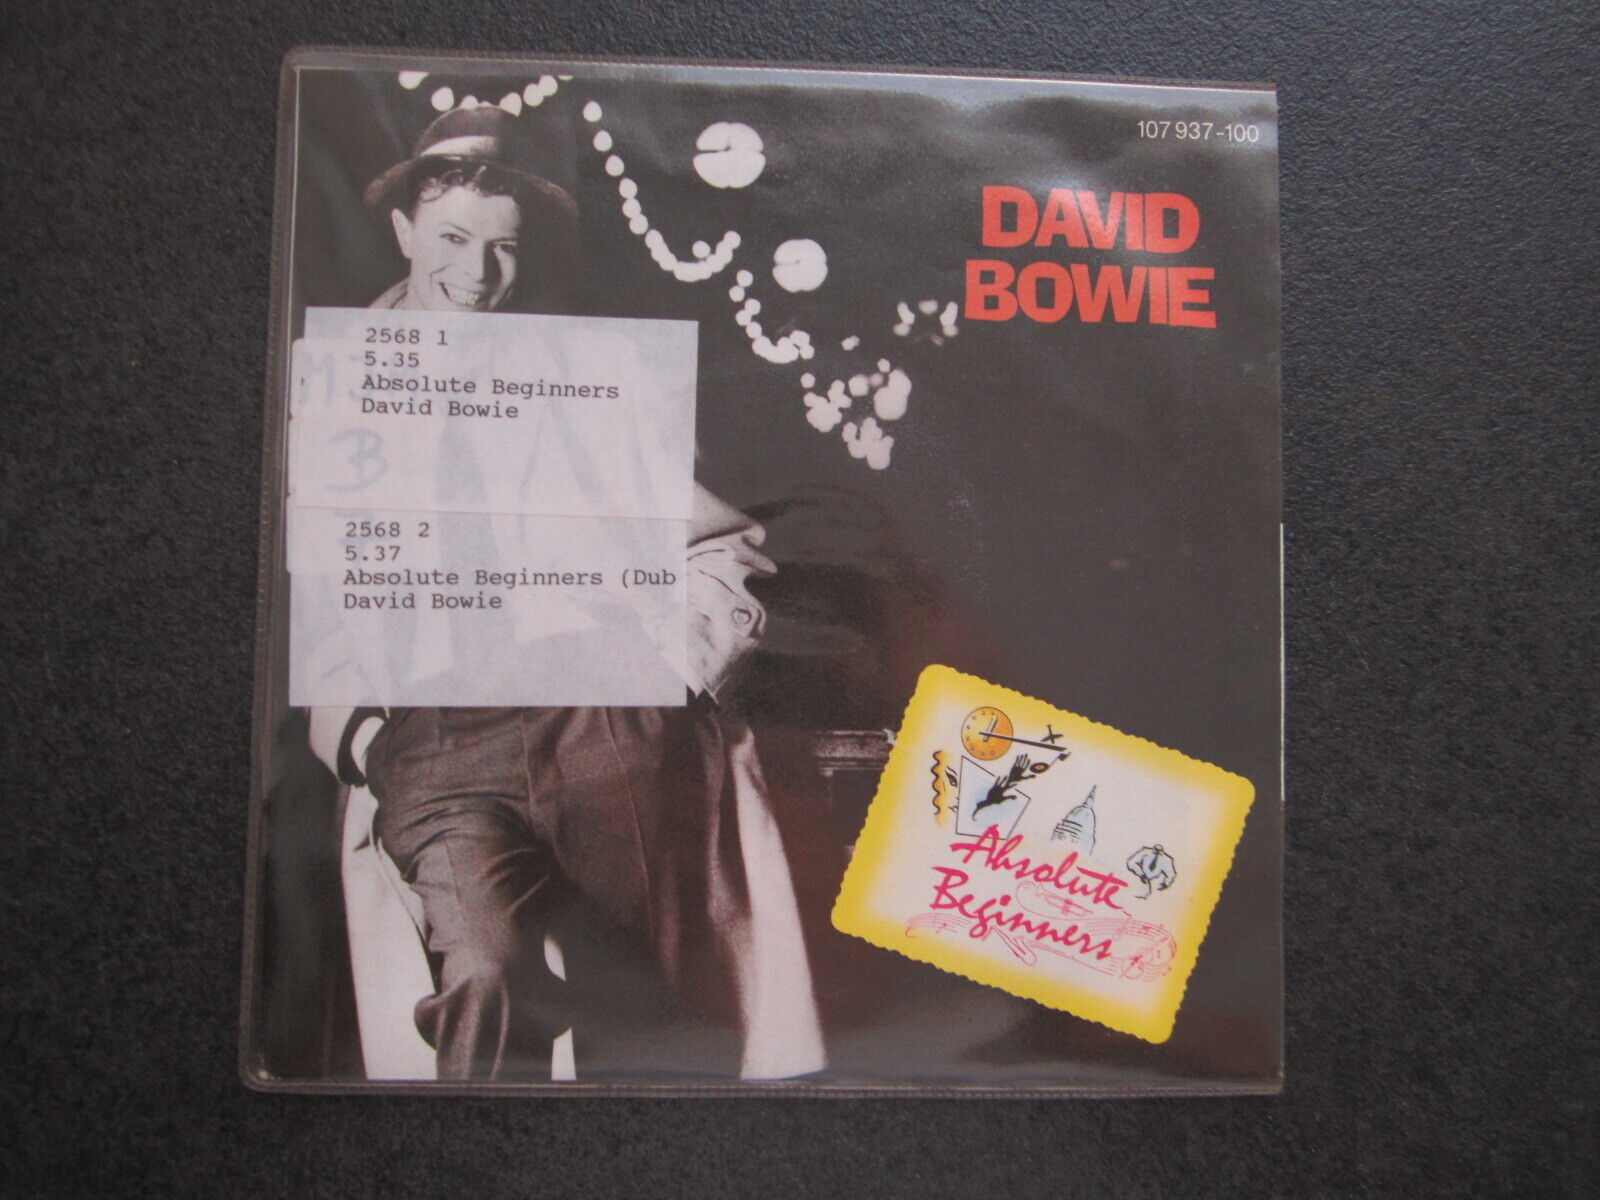 107 937-100
DAVID
BOWIE
2568 1
5.35
Absolute Beginners
David Bowie
B
2568 2
5.37
Absolute Beginners (Dub
David Bowie
Absolute
Beginners